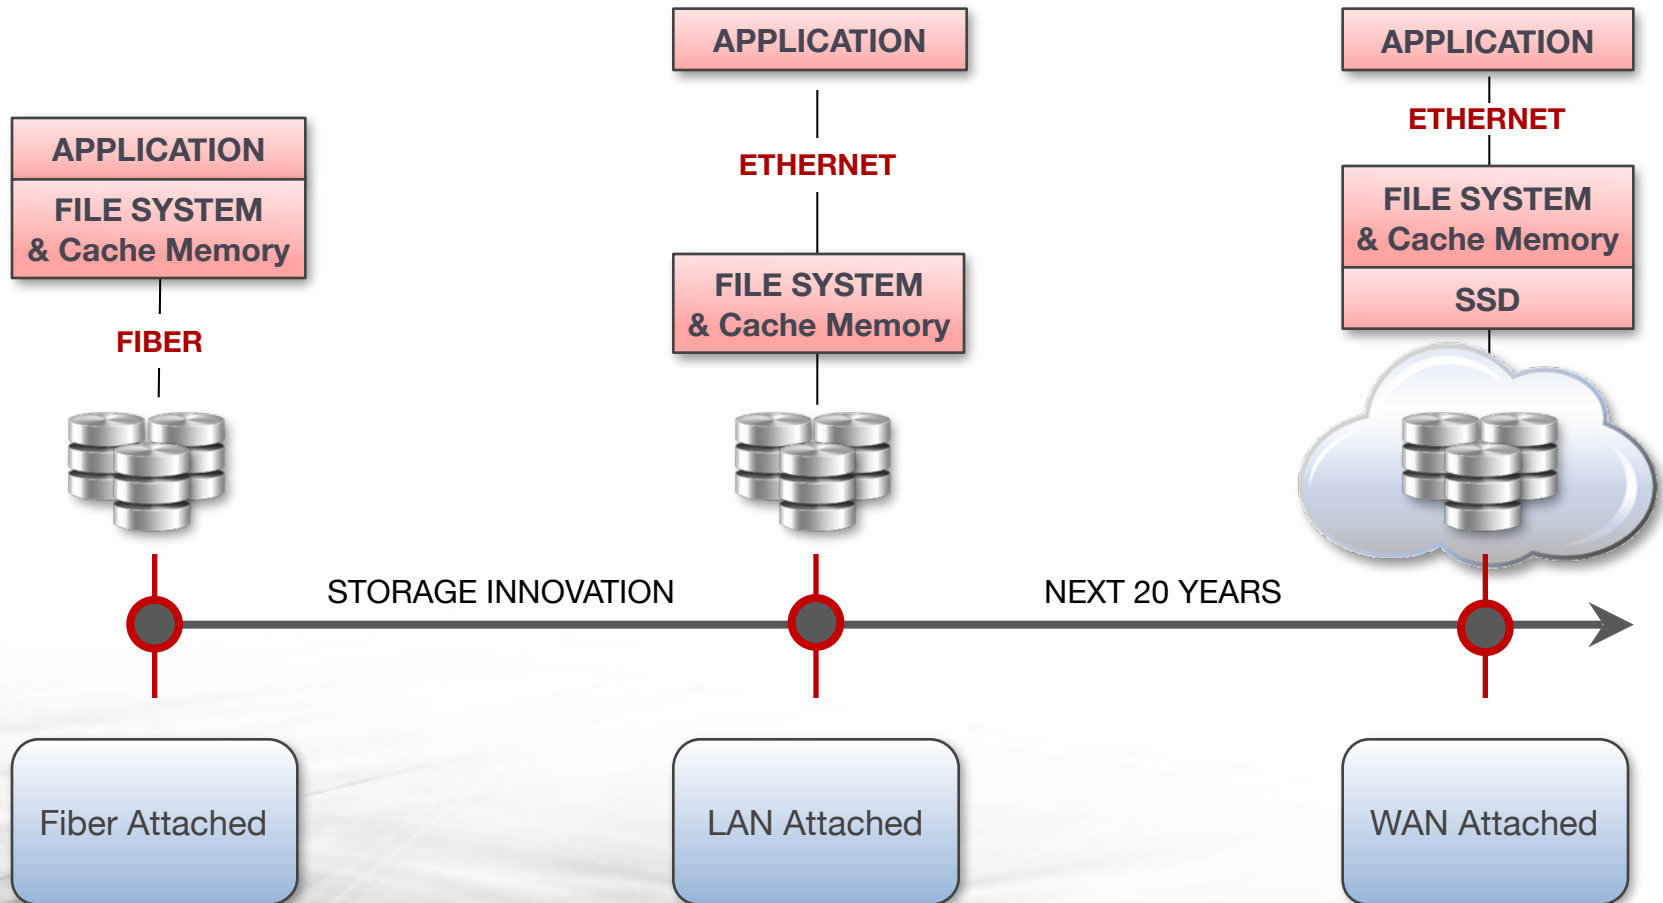 APPLICATION
FILE SYSTEM
& Cache Memory
FIBER
APPLICATION
ETHERNET
FILE SYSTEM
& Cache Memory
APPLICATION
ETHERNET
FILE SYSTEM
& Cache Memory
SSD
STORAGE INNOVATION
NEXT 20 YEARS
Fiber Attached
LAN Attached
WAN Attached